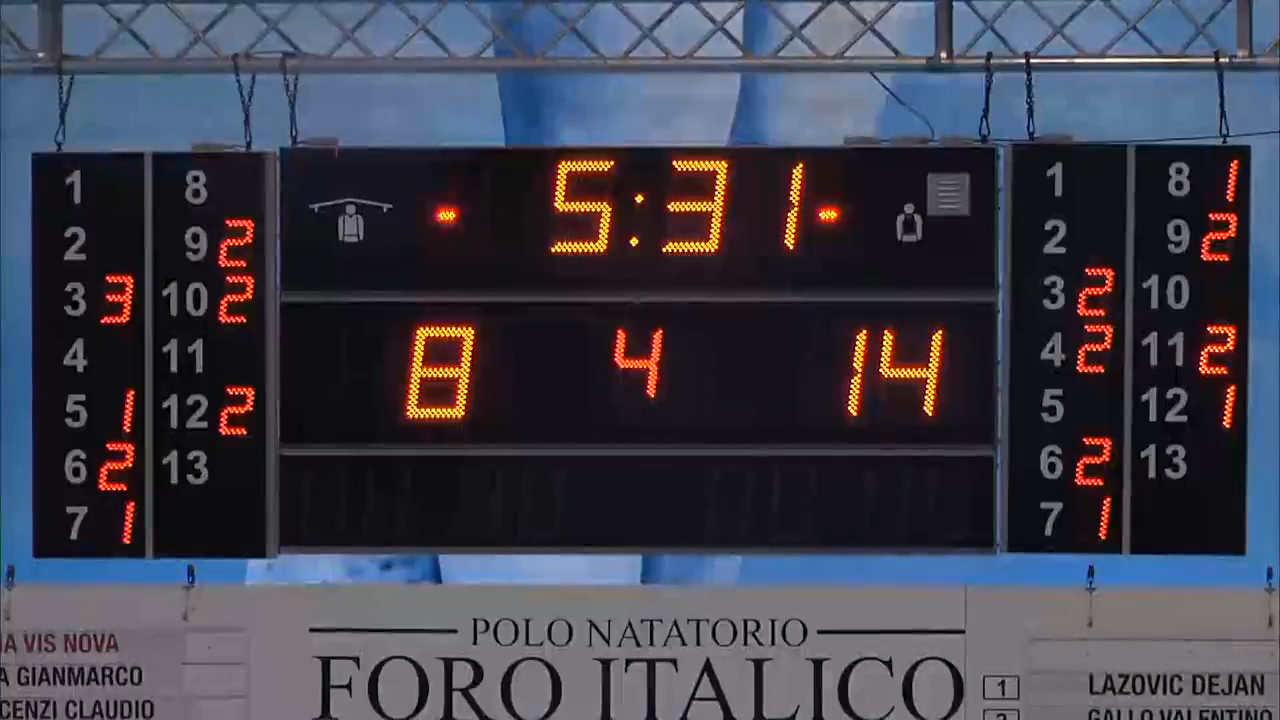 5:31
8 4 14
1 8
2 9 2
3 3 10 2
4 11
5 1 12 2
6 2 13
7 1
1 8 1
2 9 2
3 2 10
4 2 11 2
5 12 1
6 2 13
7 1
POLO NATATORIO
FORO ITALICO
VIS NOVA
GIANMARCO
CLAUDIO
1 LAZOVIC DEJAN
GALLO VALENTINO